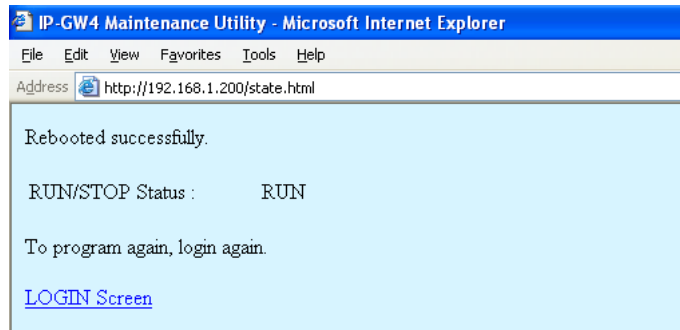 IP-GW4 Maintenance Utility - Microsoft Internet Explorer
File Edit View Favorites Tools Help
Address http://192.168.1.200/state.html
Rebooted successfully.
RUN/STOP Status : RUN
To program again, login again.
LOGIN Screen